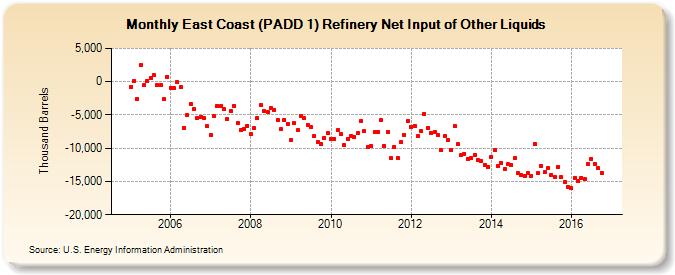 Monthly East Coast (PADD 1) Refinery Net Input of Other Liquids
Thousand Barrels
5,000
0
-5,000
-10,000
-15,000
-20,000
2006 2008 2010 2012 2014 2016
Source: U.S. Energy Information Administration